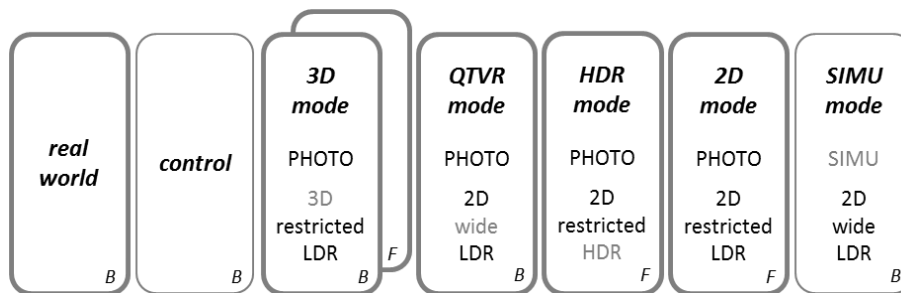 real
world
B
control
B
3D
mode
PHOTO
3D
restricted
LDR
B
F
QTVR
mode
PHOTO
2D
wide
LDR
B
HDR
mode
PHOTO
2D
restricted
HDR
F
2D
mode
PHOTO
2D
restricted
LDR
F
SIMU
mode
SIMU
2D
wide
LDR
B